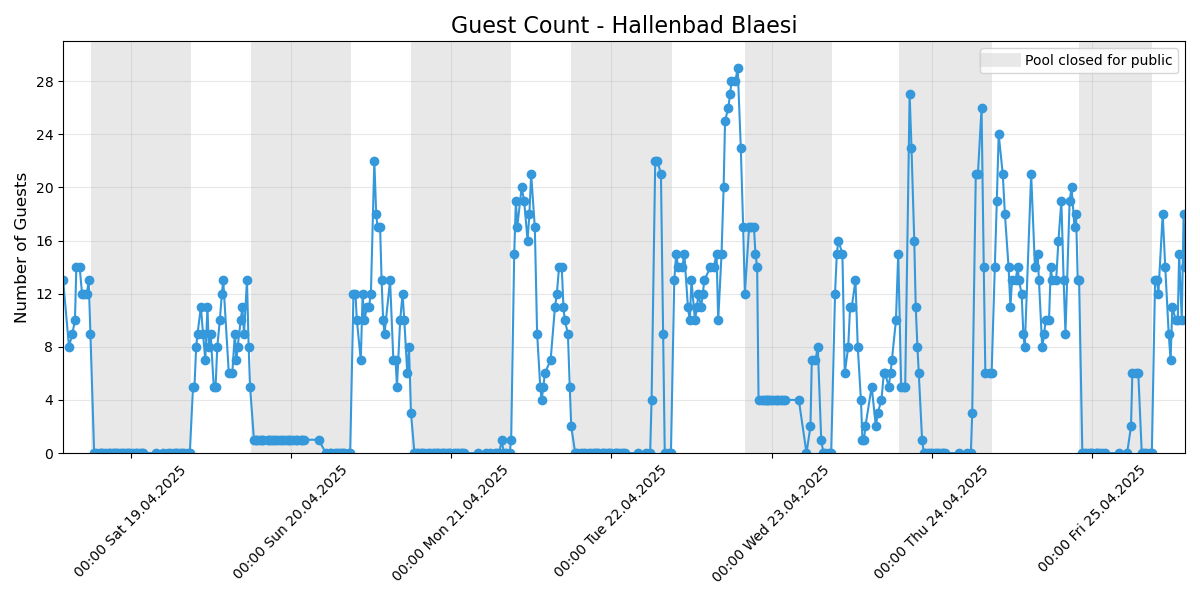 Guest Count - Hallenbad Blaesi
Pool closed for public
Number of Guests
28
24
20
16
12
8
4
0
00:00 Sat 19.04.2025
00:00 Sun 20.04.2025
00:00 Mon 21.04.2025
00:00 Tue 22.04.2025
00:00 Wed 23.04.2025
00:00 Thu 24.04.2025
00:00 Fri 25.04.2025